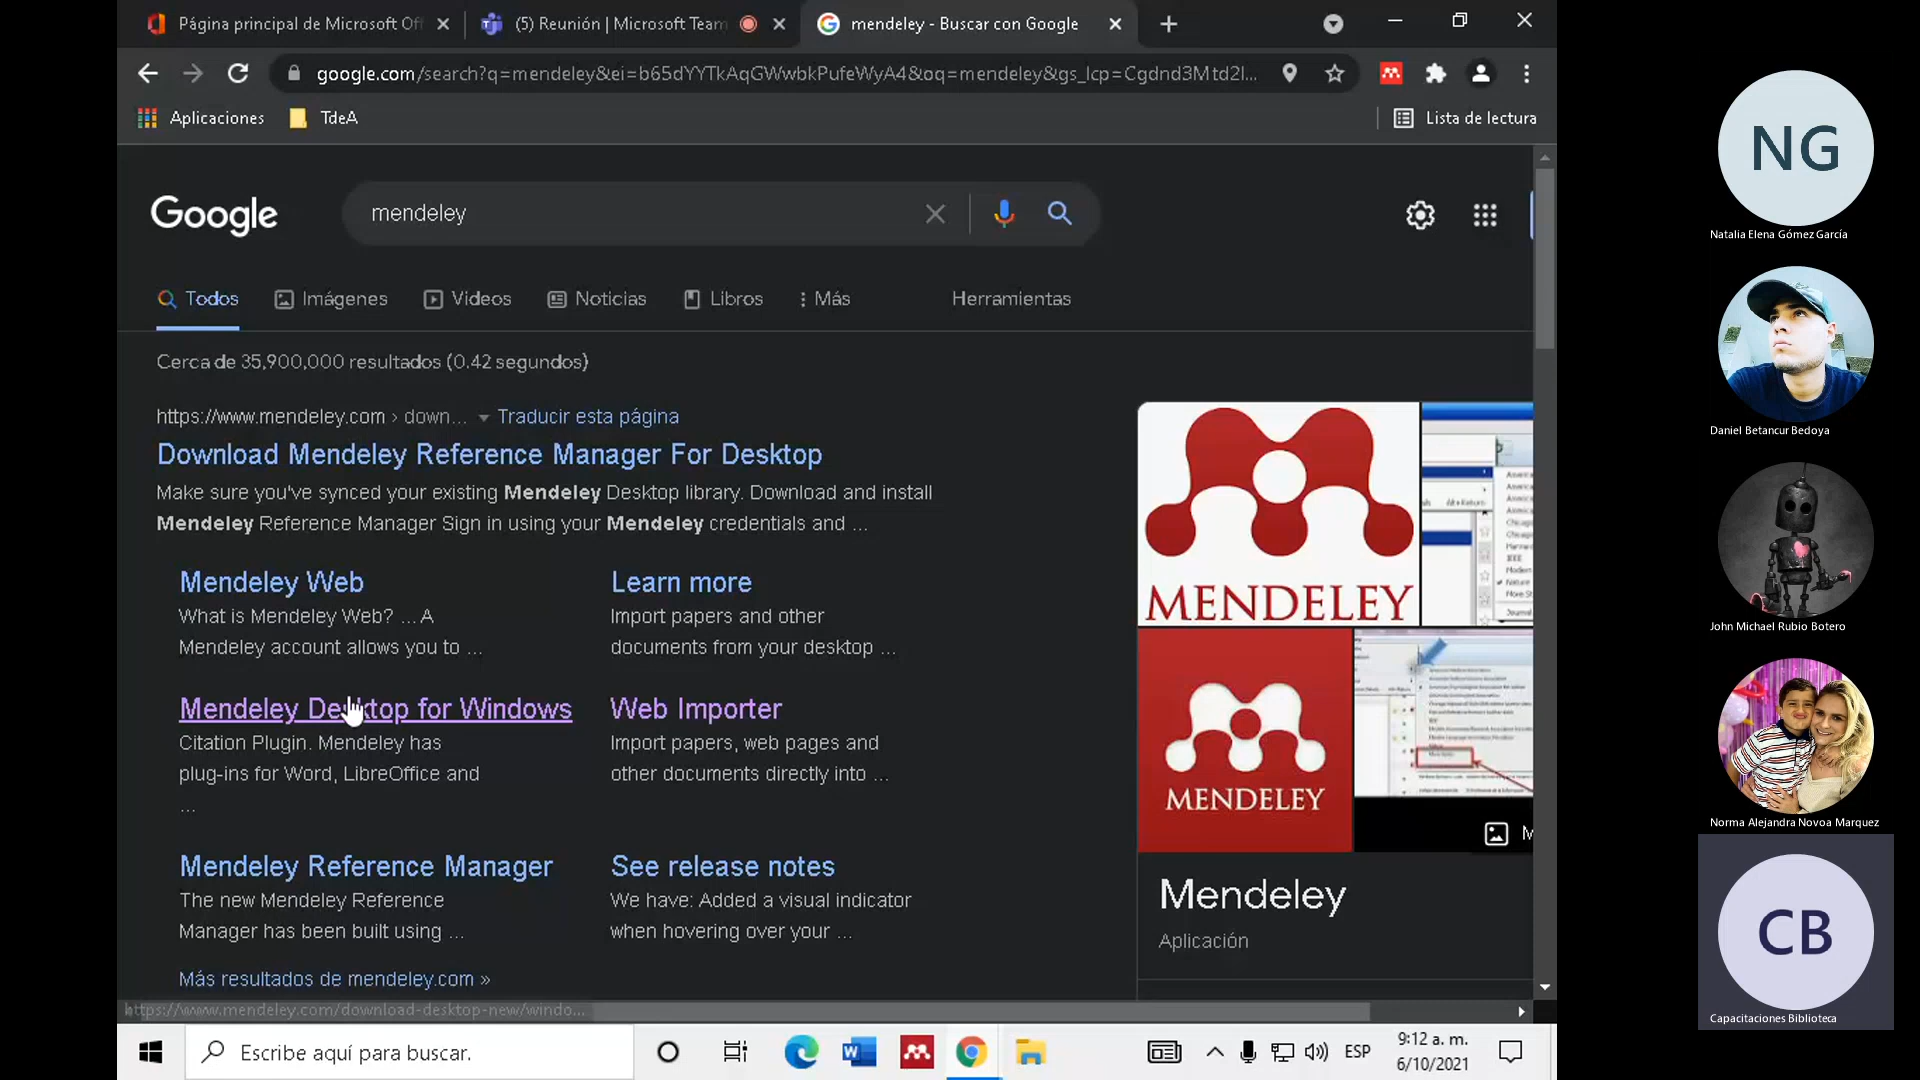 Página principal de Microsoft Off
(5) Reunión | Microsoft Team
mendeley - Buscar con Google
google.com/search?q=mendeley&ei=b65dYYTkAqGWwbkPufeWyA4&oq=mendeley&gs_lcp=Cgdnd3Mtd2l...
Aplicaciones
TdeA
Lista de lectura
Google
mendeley
Todos
Imágenes
Videos
Noticias
Libros
Más
Herramientas
Cerca de 35,900,000 resultados (0.42 segundos)
https://www.mendeley.com › down... Traducir esta página
Download Mendeley Reference Manager For Desktop
Make sure you've synced your existing Mendeley Desktop library. Download and install
Mendeley Reference Manager Sign in using your Mendeley credentials and ...
Mendeley Web
What is Mendeley Web? ... A
Mendeley account allows you to ...
Learn more
Import papers and other
documents from your desktop ...
Mendeley Desktop for Windows
Citation Plugin. Mendeley has
plug-ins for Word, LibreOffice and
...
Web Importer
Import papers, web pages and
other documents directly into ...
Mendeley Reference Manager
The new Mendeley Reference
Manager has been built using ...
See release notes
We have: Added a visual indicator
when hovering over your ...
Más resultados de mendeley.com »
MENDELEY
MENDELEY
M
Mendeley
Aplicación
https://www.mendeley.com/download-desktop-new/windo...
Escribe aquí para buscar.
ESP
9:12 a. m.
6/10/2021
NG
Natalia Elena Gómez García
Daniel Betancur Bedoya
John Michael Rubio Botero
Norma Alejandra Novoa Marquez
CB
Capacitaciones Biblioteca